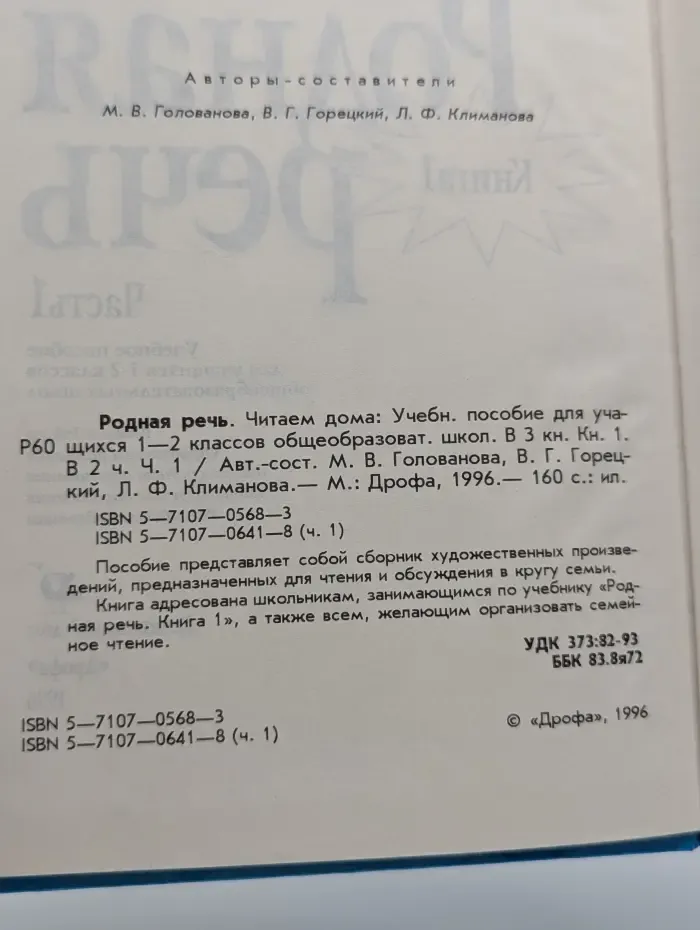 Авторы-составители
М. В. Голованова, В. Г. Горецкий, Л. Ф. Климанова
Родная речь. Читаем дома: Учебн. пособие для уча-
Р60 щихся 1—2 классов общеобразоват. школ. В 3 кн. Кн. 1.
В 2 ч. Ч. 1 / Авт.-сост. М. В. Голованова, В. Г. Горец-
кий, Л. Ф. Климанова.— М.: Дрофа, 1996.— 160 с.: ил.
ISBN 5—7107—0568—3
ISBN 5—7107—0641—8 (ч. 1)
Пособие представляет собой сборник художественных произве-
дений, предназначенных для чтения и обсуждения в кругу семьи.
Книга адресована школьникам, занимающимся по учебнику «Род-
ная речь. Книга 1», а также всем, желающим организовать семей-
ное чтение.
УДК 373:82-93
ББК 83.8я72
ISBN 5—7107—0568—3
ISBN 5—7107—0641—8 (ч. 1)
© «Дрофа», 1996